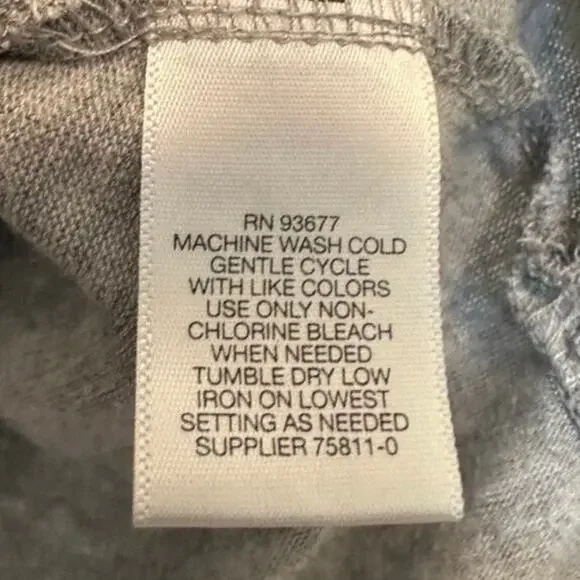 RN 93677
MACHINE WASH COLD
GENTLE CYCLE
WITH LIKE COLORS
USE ONLY NON-
CHLORINE BLEACH
WHEN NEEDED
TUMBLE DRY LOW
IRON ON LOWEST
SETTING AS NEEDED
SUPPLIER 75811-0